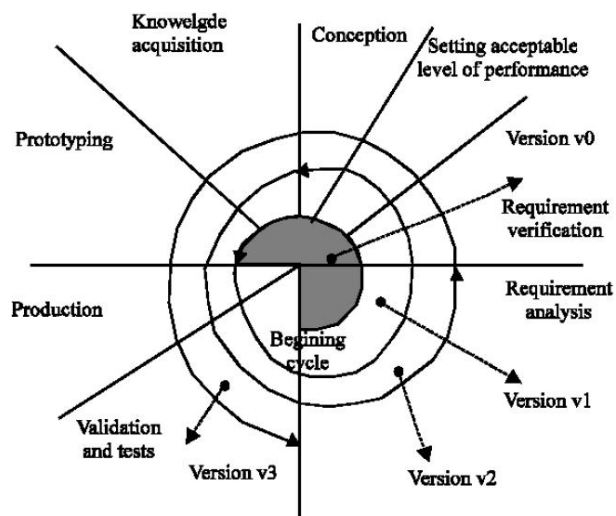 Knowelgde
acquisition
Conception
Setting acceptable
level of performance
Prototyping
Version v0
Requirement
verification
Production
Requirement
analysis
Begining
cycle
Validation
and tests
Version v3
Version v2
Version v1